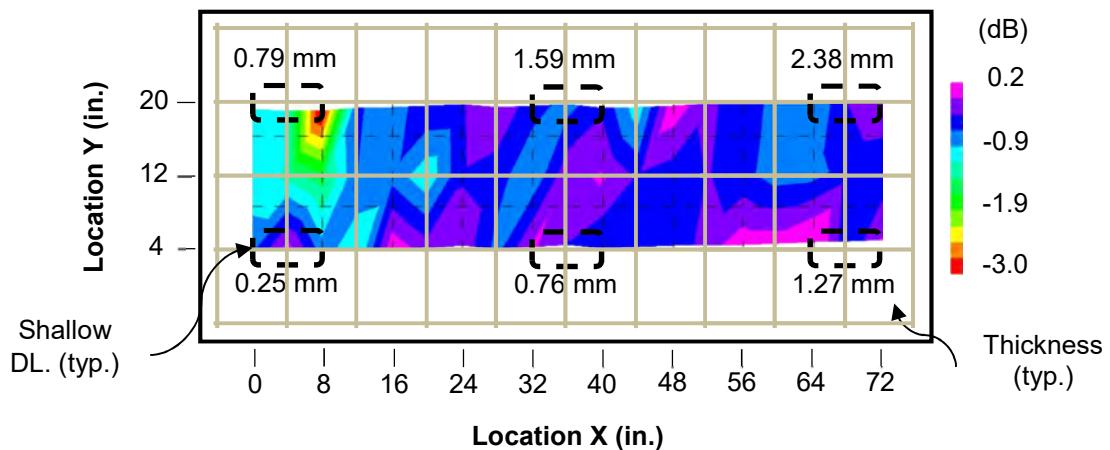 (dB)
0.79 mm
1.59 mm
2.38 mm
0.2
-0.9
-1.9
-3.0
Location Y (in.)
20
12
4
0.25 mm
0.76 mm
1.27 mm
Shallow
DL. (typ.)
Thickness
(typ.)
0 8 16 24 32 40 48 56 64 72
Location X (in.)